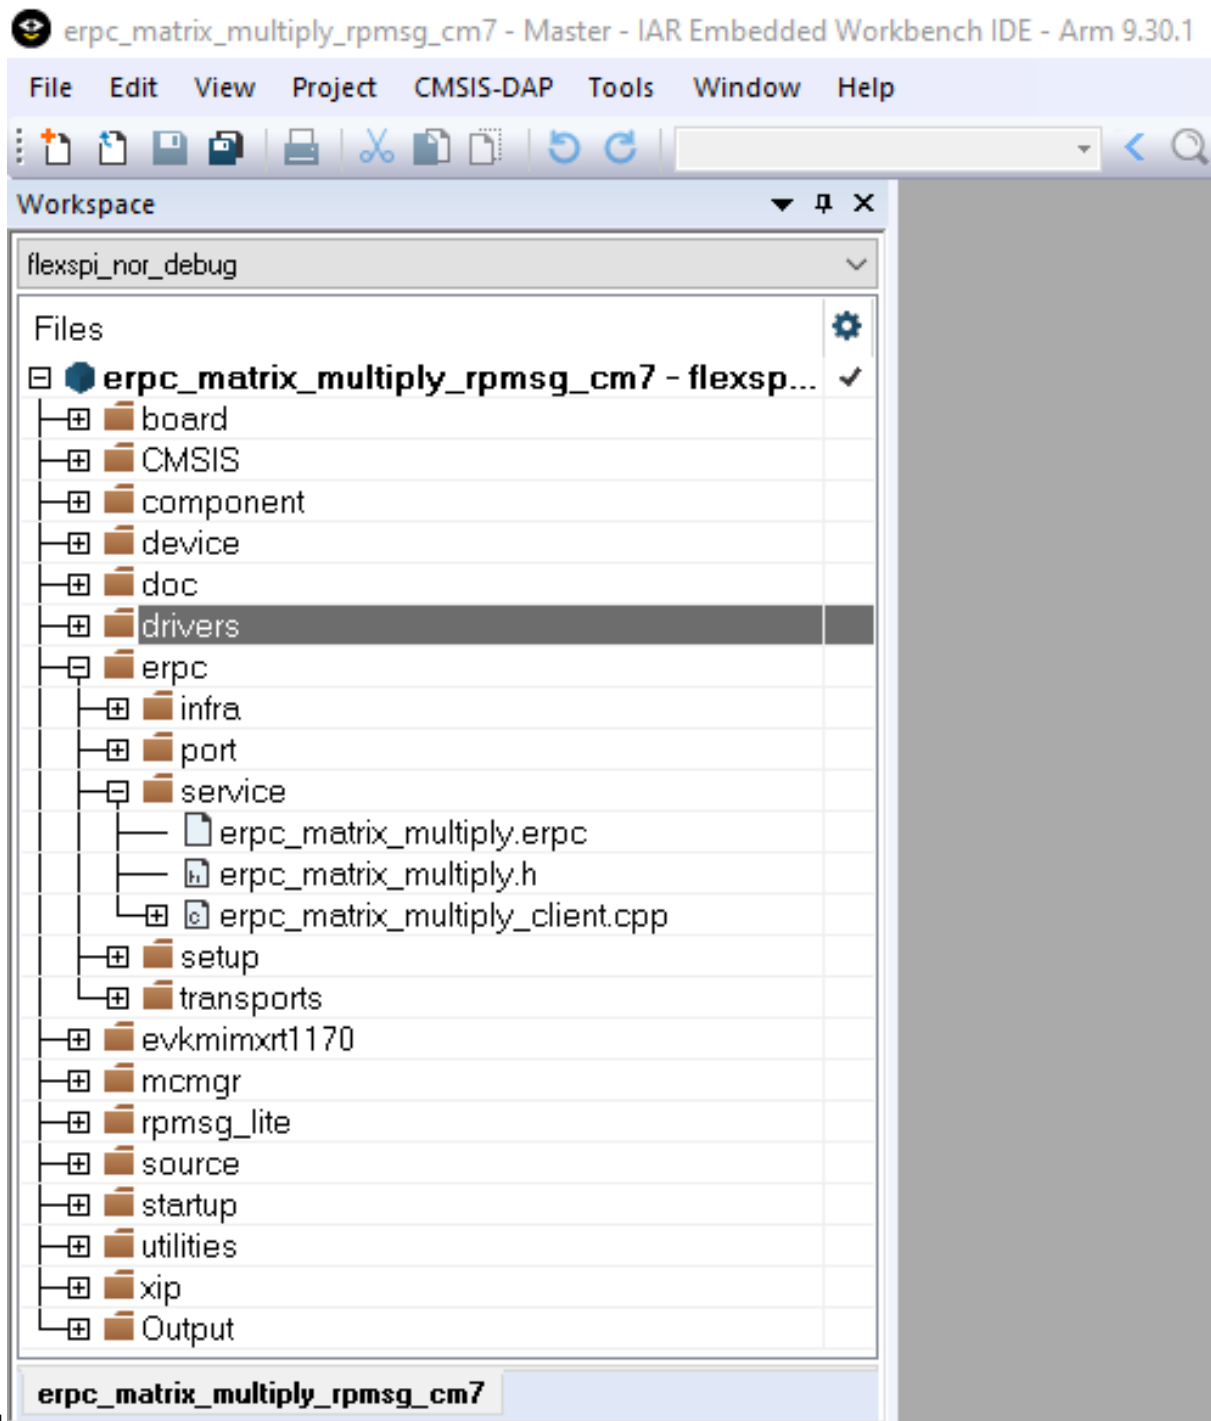 erpc_matrix_multiply_rpmsg_cm7 - Master - IAR Embedded Workbench IDE - Arm 9.30.1
File Edit View Project CMSIS-DAP Tools Window Help
Workspace
flexspi_nor_debug
Files
erpc_matrix_multiply_rpmsg_cm7 - flexsp...
board
CMSIS
component
device
doc
drivers
erpc
infra
port
service
erpc_matrix_multiply.erpc
erpc_matrix_multiply.h
erpc_matrix_multiply_client.cpp
setup
transports
evkmimxrt1170
mcmgr
rpmsg_lite
source
startup
utilities
xip
Output
erpc_matrix_multiply_rpmsg_cm7